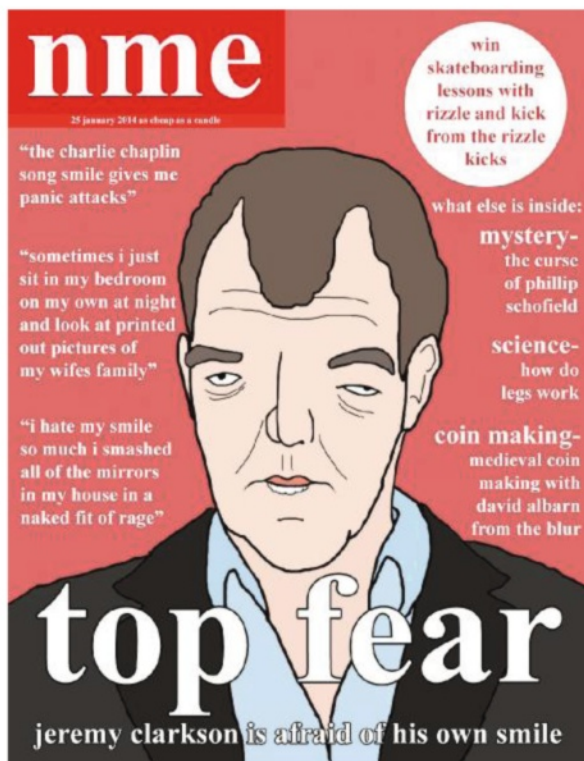 nme
25 january 2014 as cheap as a candle
win
skateboarding
lessons with
rizzle and kick
from the rizzle
kicks
“the charlie chaplin
song smile gives me
panic attacks”
“sometimes i just
sit in my bedroom
on my own at night
and look at printed
out pictures of
my wifes family”
“i hate my smile
so much i smashed
all of the mirrors
in my house in a
naked fit of rage”
what else is inside:
mystery-
the curse
of phillip
schofield
science-
how do
legs work
coin making-
medieval coin
making with
david albarn
from the blur
top fear
jeremy clarkson is afraid of his own smile